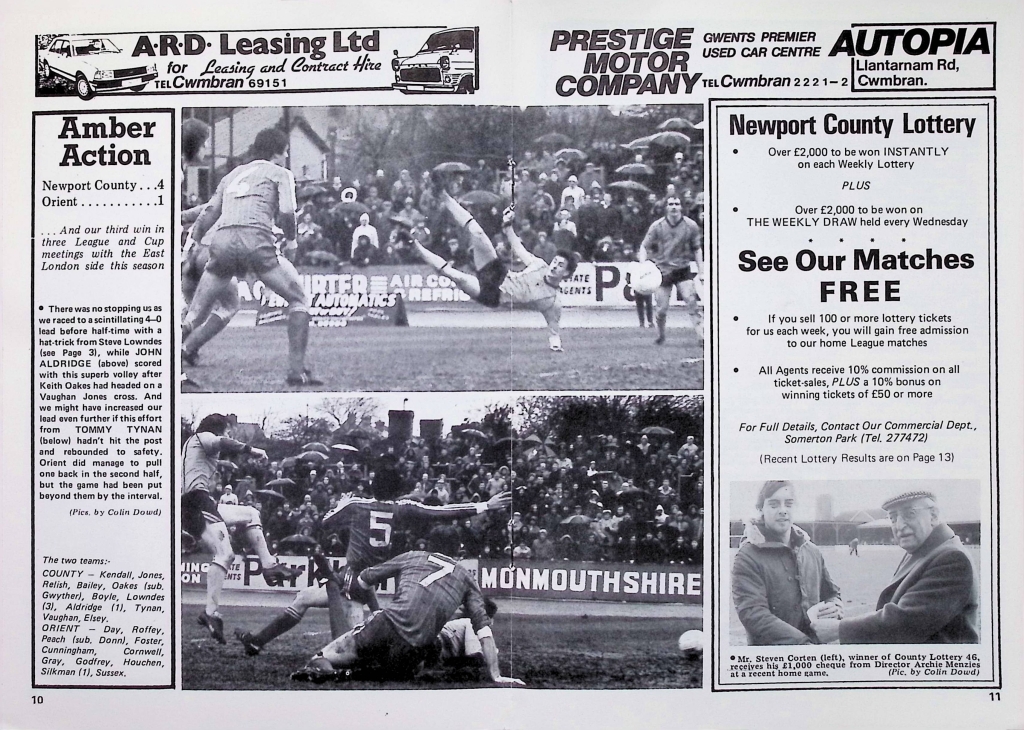 A·R·D· Leasing Ltd
for Leasing and Contract Hire
TEL Cwmbran 69151
PRESTIGE
MOTOR
COMPANY
GWENTS PREMIER
USED CAR CENTRE
TEL Cwmbran 2221-2
AUTOPIA
Llantarnam Rd,
Cwmbran.
Amber
Action
Newport County...4
Orient...........1
... And our third win in
three League and Cup
meetings with the East
London side this season
• There was no stopping us as
we raced to a scintillating 4-0
lead before half-time with a
hat-trick from Steve Lowndes
(see Page 3), while JOHN
ALDRIDGE (above) scored
with this superb volley after
Keith Oakes had headed on a
Vaughan Jones cross. And
we might have increased our
lead even further if this effort
from TOMMY TYNAN
(below) hadn't hit the post
and rebounded to safety.
Orient did manage to pull
one back in the second half,
but the game had been put
beyond them by the interval.
(Pics. by Colin Dowd)
The two teams:-
COUNTY — Kendall, Jones,
Relish, Bailey, Oakes (sub.
Gwyther), Boyle, Lowndes
(3), Aldridge (1), Tynan,
Vaughan, Elsey.
ORIENT — Day, Roffey,
Peach (sub. Donn), Foster,
Cunningham, Cornwell,
Gray, Godfrey, Houchen,
Silkman (1), Sussex.
10
AIR CO
REFRIG
AUTOMATICS
ATE
AGENTS
P
5
7
ATE
ENTS
Parker
MONMOUTHSHIRE
Newport County Lottery
• Over £2,000 to be won INSTANTLY
on each Weekly Lottery
PLUS
• Over £2,000 to be won on
THE WEEKLY DRAW held every Wednesday
See Our Matches
FREE
• If you sell 100 or more lottery tickets
for us each week, you will gain free admission
to our home League matches
• All Agents receive 10% commission on all
ticket-sales, PLUS a 10% bonus on
winning tickets of £50 or more
For Full Details, Contact Our Commercial Dept.,
Somerton Park (Tel. 277472)
(Recent Lottery Results are on Page 13)
• Mr. Steven Corten (left), winner of County Lottery 46,
receives his £1,000 cheque from Director Archie Menzies
at a recent home game. (Pic. by Colin Dowd)
11